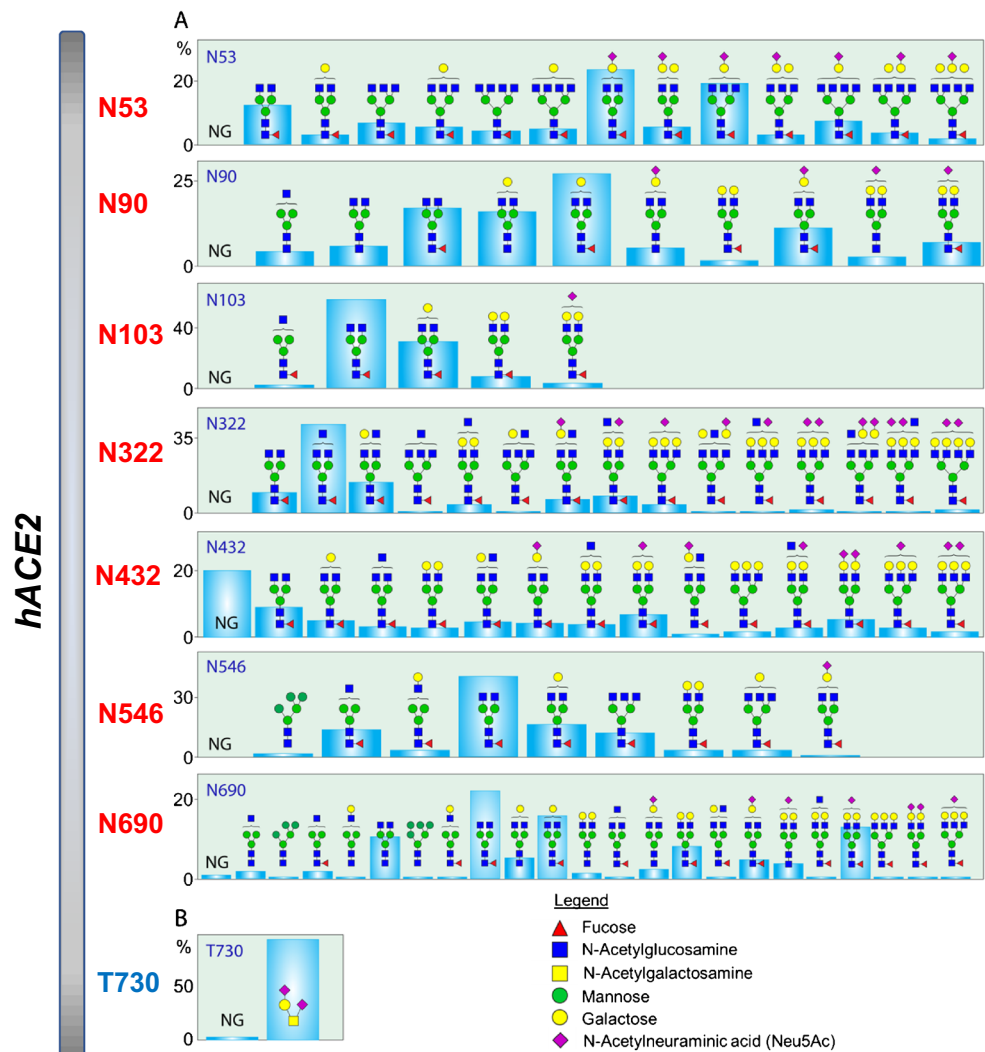 A
hACE2
N53
%
N53
20
NG
0
N90
N90
25
0
N103
N103
40
NG
0
N322
N322
35
NG
0
N432
N432
20
NG
0
N546
N546
30
NG
0
N690
N690
20
NG
0
B
T730
%
T730
50
NG
0
Legend
Fucose
N-Acetylglucosamine
N-Acetylgalactosamine
Mannose
Galactose
N-Acetylneuraminic acid (Neu5Ac)